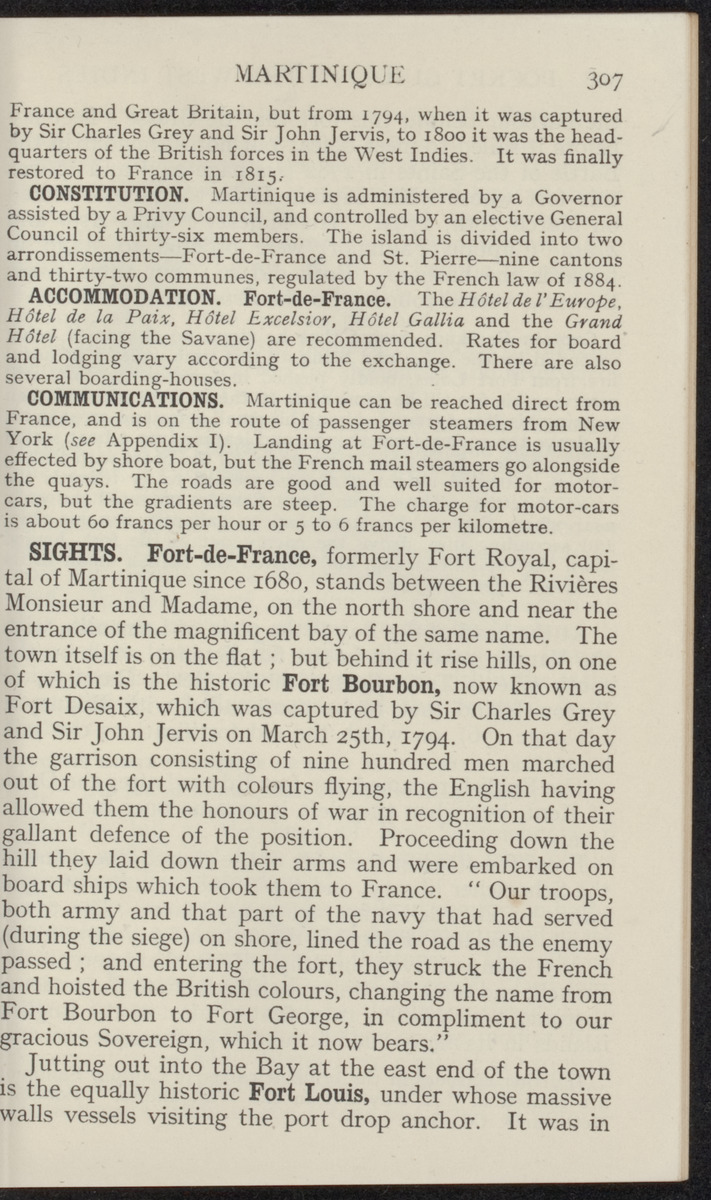 MARTINIQUE 307
France and Great Britain, but from 1794, when it was captured
by Sir Charles Grey and Sir John Jervis, to 1800 it was the head-
quarters of the British forces in the West Indies. It was finally
restored to France in 1815.
CONSTITUTION. Martinique is administered by a Governor
assisted by a Privy Council, and controlled by an elective General
Council of thirty-six members. The island is divided into two
arrondissements—Fort-de-France and St. Pierre—nine cantons
and thirty-two communes, regulated by the French law of 1884.
ACCOMMODATION. Fort-de-France. The Hôtel de l'Europe,
Hôtel de la Paix, Hôtel Excelsior, Hôtel Gallia and the Grand
Hôtel (facing the Savane) are recommended. Rates for board
and lodging vary according to the exchange. There are also
several boarding-houses.
COMMUNICATIONS. Martinique can be reached direct from
France, and is on the route of passenger steamers from New
York (see Appendix I). Landing at Fort-de-France is usually
effected by shore boat, but the French mail steamers go alongside
the quays. The roads are good and well suited for motor-
cars, but the gradients are steep. The charge for motor-cars
is about 60 francs per hour or 5 to 6 francs per kilometre.
SIGHTS. Fort-de-France, formerly Fort Royal, capi-
tal of Martinique since 1680, stands between the Rivières
Monsieur and Madame, on the north shore and near the
entrance of the magnificent bay of the same name. The
town itself is on the flat ; but behind it rise hills, on one
of which is the historic Fort Bourbon, now known as
Fort Desaix, which was captured by Sir Charles Grey
and Sir John Jervis on March 25th, 1794. On that day
the garrison consisting of nine hundred men marched
out of the fort with colours flying, the English having
allowed them the honours of war in recognition of their
gallant defence of the position. Proceeding down the
hill they laid down their arms and were embarked on
board ships which took them to France. " Our troops,
both army and that part of the navy that had served
(during the siege) on shore, lined the road as the enemy
passed ; and entering the fort, they struck the French
and hoisted the British colours, changing the name from
Fort Bourbon to Fort George, in compliment to our
gracious Sovereign, which it now bears."
Jutting out into the Bay at the east end of the town
is the equally historic Fort Louis, under whose massive
walls vessels visiting the port drop anchor. It was in